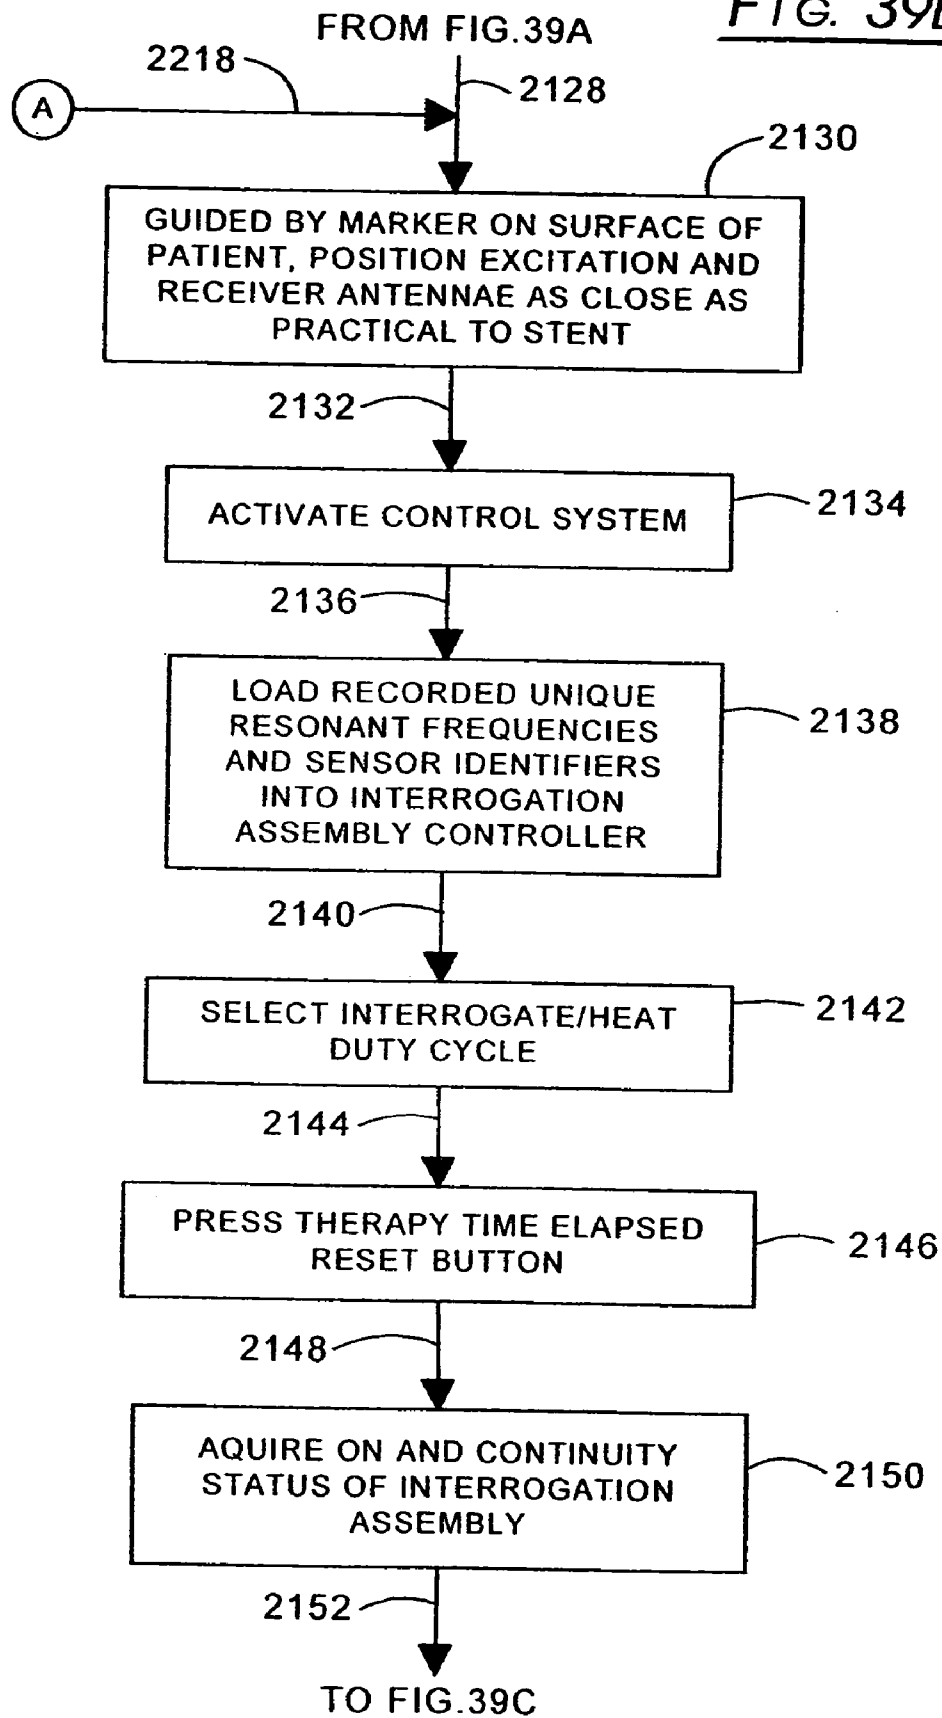 FROM FIG.39A
FIG. 39
2218
A
2128
2130
GUIDED BY MARKER ON SURFACE OF
PATIENT, POSITION EXCITATION AND
RECEIVER ANTENNAE AS CLOSE AS
PRACTICAL TO STENT
2132
ACTIVATE CONTROL SYSTEM
2134
2136
LOAD RECORDED UNIQUE
RESONANT FREQUENCIES
AND SENSOR IDENTIFIERS
INTO INTERROGATION
ASSEMBLY CONTROLLER
2138
2140
SELECT INTERROGATE/HEAT
DUTY CYCLE
2142
2144
PRESS THERAPY TIME ELAPSED
RESET BUTTON
2146
2148
AQUIRE ON AND CONTINUITY
STATUS OF INTERROGATION
ASSEMBLY
2150
2152
TO FIG.39C